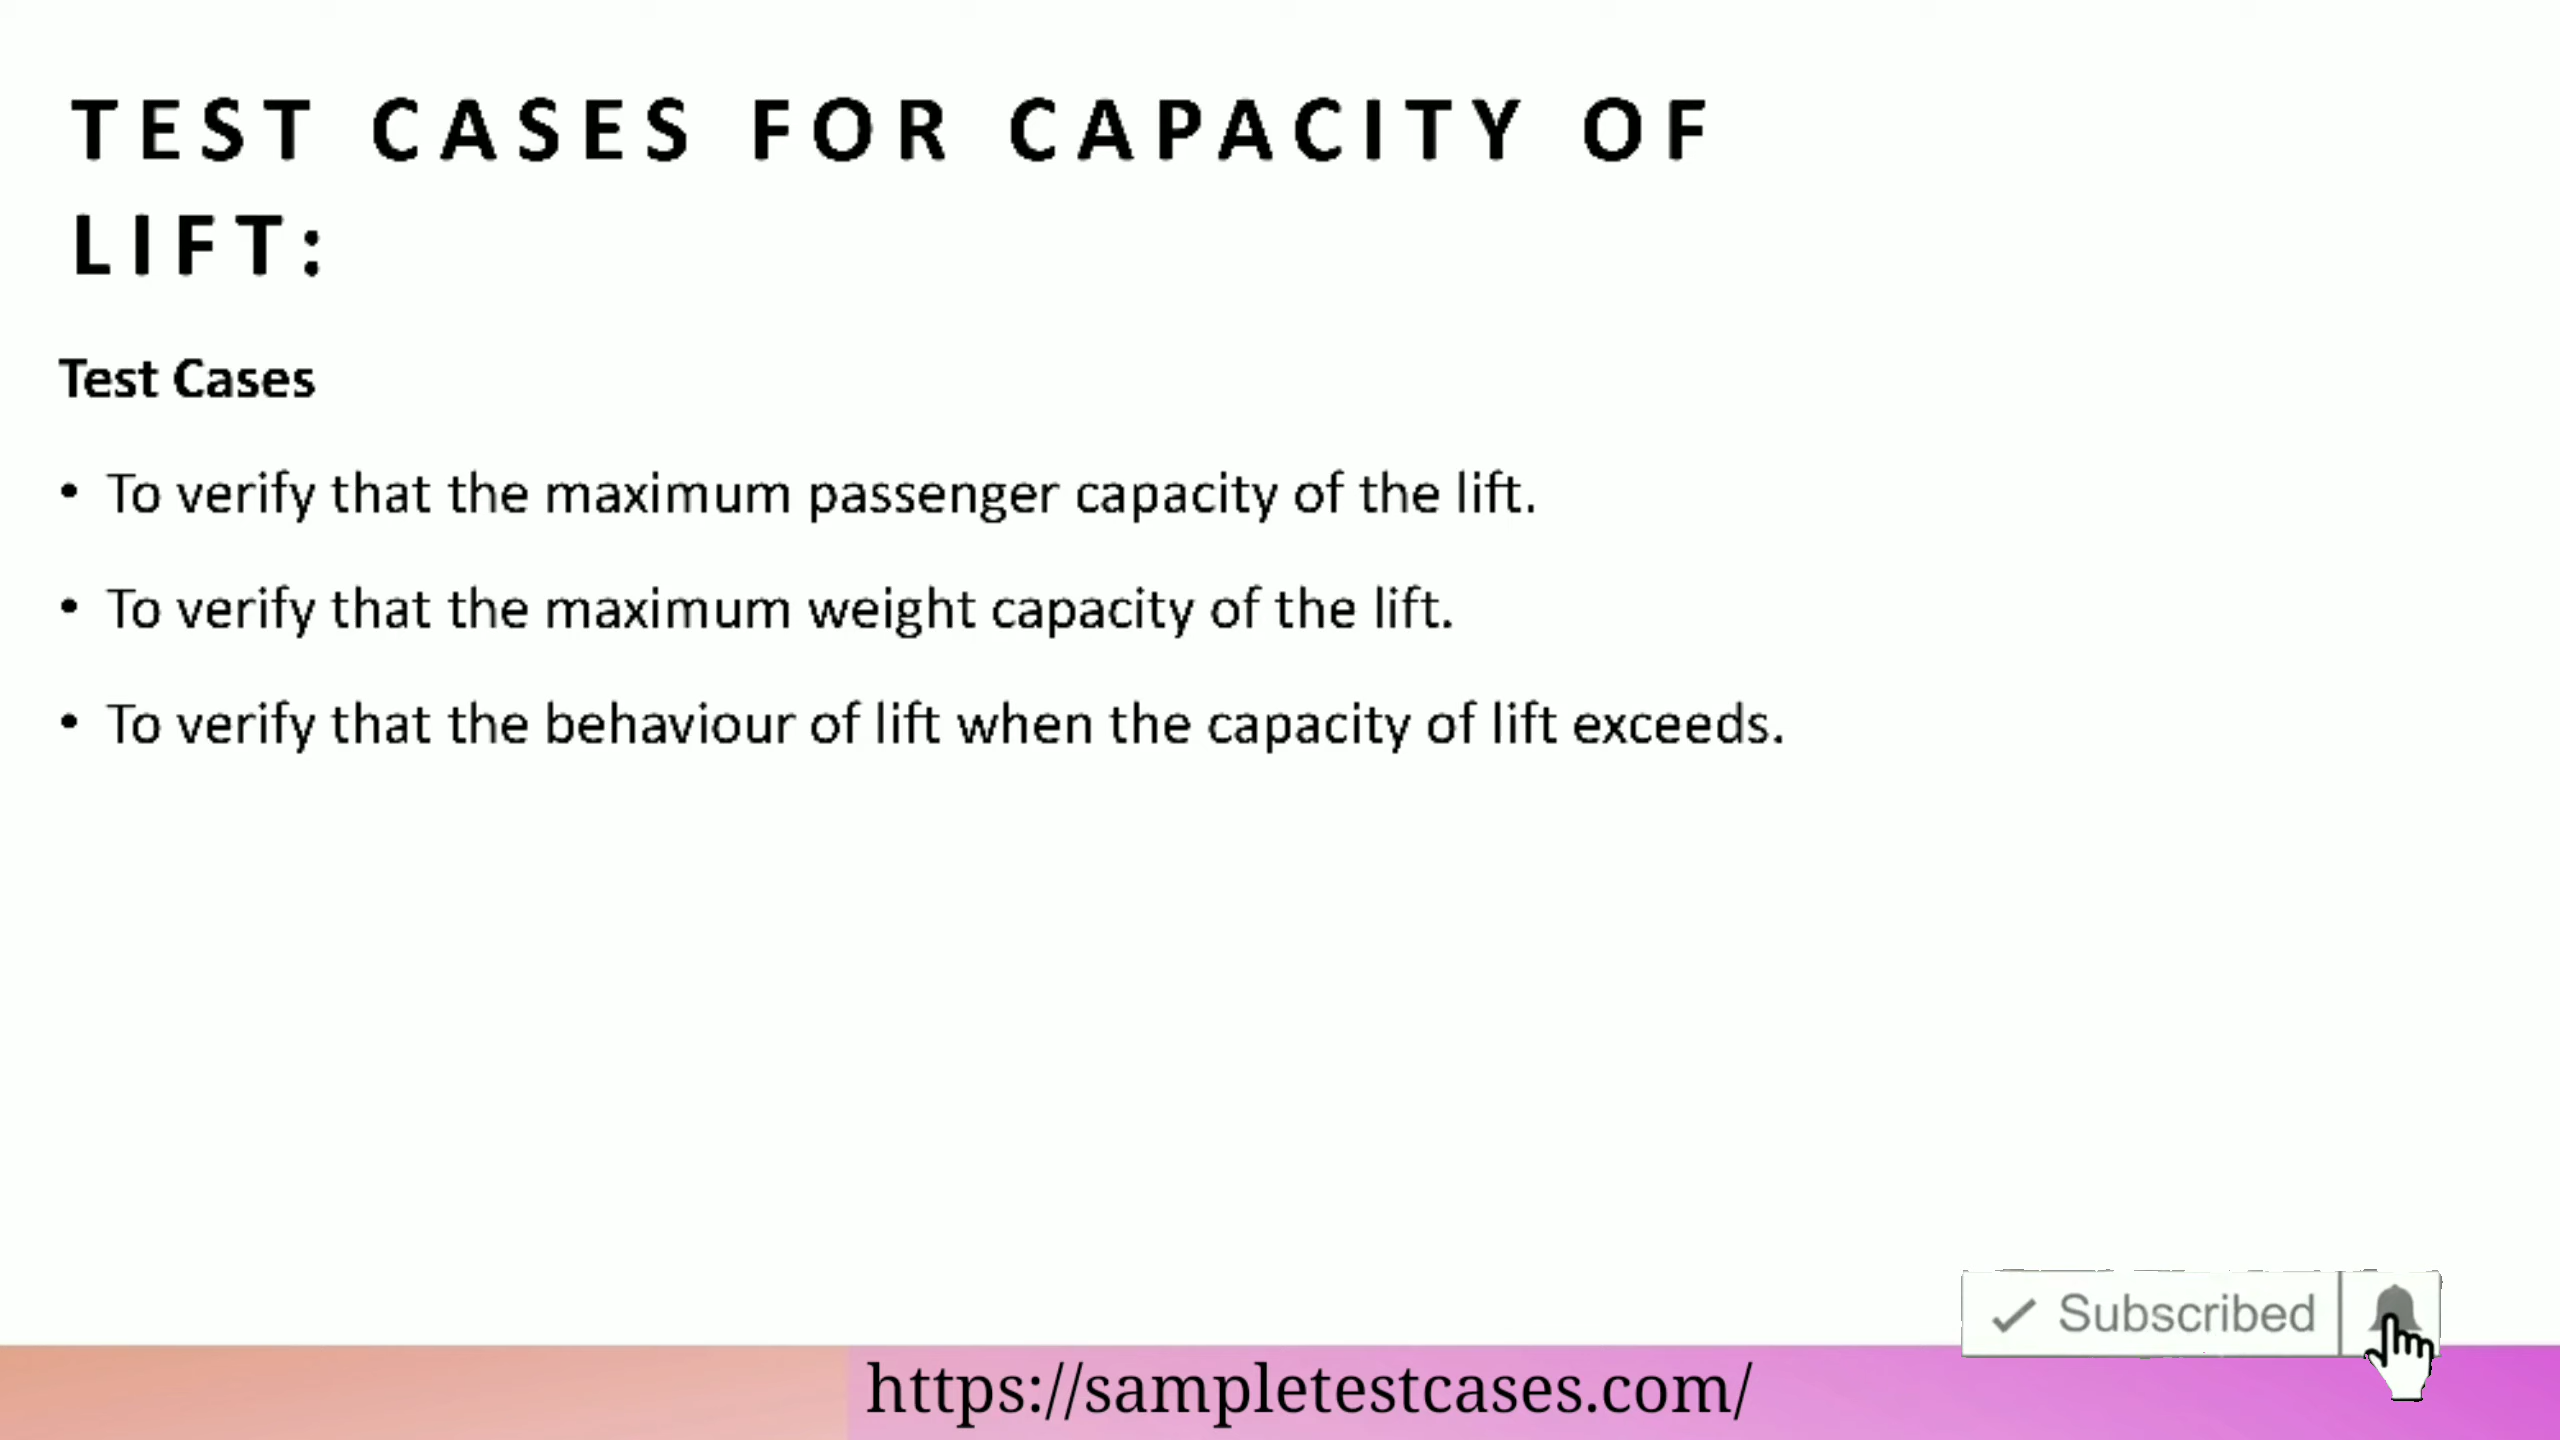 TEST CASES FOR CAPACITY OF
LIFT:
Test Cases
• To verify that the maximum passenger capacity of the lift.
• To verify that the maximum weight capacity of the lift.
• To verify that the behaviour of lift when the capacity of lift exceeds.
Subscribed
https://sampletestcases.com/